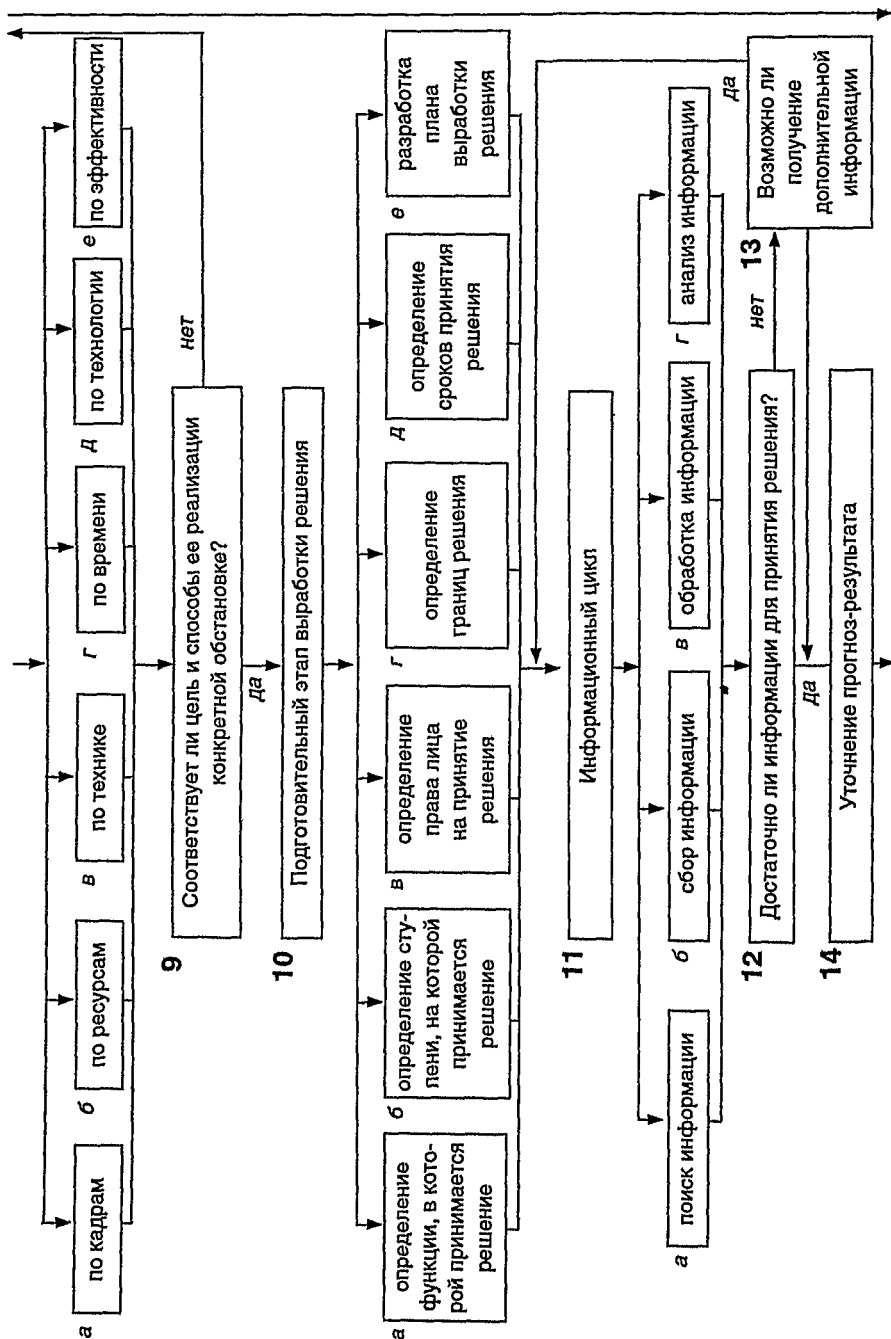 а
по кадрам
б
по ресурсам
в
по технике
г
по времени
д
по технологии
е
по эффективности
9
Соответствует ли цель и способы ее реализации
конкретной обстановке?
нет
да
10
Подготовительный этап выработки решения
а
определение
функции, в кото-
рой принимается
решение
б
определение сту-
пени, на которой
принимается
решение
в
определение
права лица
на принятие
решения
г
определение
границ решения
д
определение
сроков принятия
решения
е
разработка
плана
выработки
решения
11
Информационный цикл
а
поиск информации
б
сбор информации
в
обработка информации
г
анализ информации
12
Достаточно ли информации для принятия решения?
нет
да
13
Возможно ли
получение
дополнительной
информации
да
14
Уточнение прогноз-результата